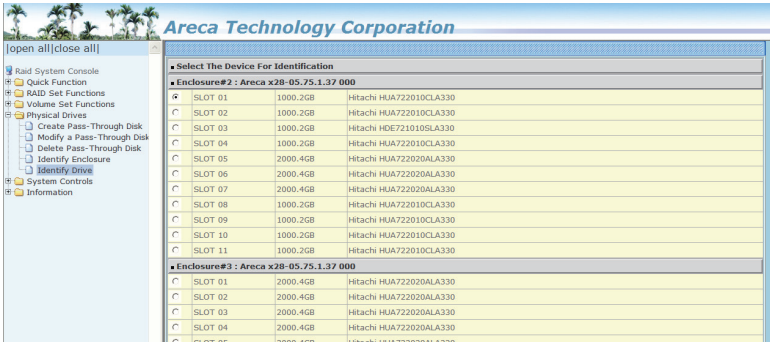 Areca Technology Corporation
|open all|close all|
Raid System Console
Quick Function
RAID Set Functions
Volume Set Functions
Physical Drives
Create Pass-Through Disk
Modify a Pass-Through Disk
Delete Pass-Through Disk
Identify Enclosure
Identify Drive
System Controls
Information
Select The Device For Identification
Enclosure#2 : Areca x28-05.75.1.37 000
SLOT 01 1000.2GB Hitachi HUA722010CLA330
SLOT 02 1000.2GB Hitachi HUA722010CLA330
SLOT 03 1000.2GB Hitachi HDE721010SLA330
SLOT 04 1000.2GB Hitachi HUA722010CLA330
SLOT 05 2000.4GB Hitachi HUA722020ALA330
SLOT 06 2000.4GB Hitachi HUA722020ALA330
SLOT 07 2000.4GB Hitachi HUA722020ALA330
SLOT 08 1000.2GB Hitachi HUA722010CLA330
SLOT 09 1000.2GB Hitachi HUA722010CLA330
SLOT 10 1000.2GB Hitachi HUA722010CLA330
SLOT 11 1000.2GB Hitachi HUA722010CLA330
Enclosure#3 : Areca x28-05.75.1.37 000
SLOT 01 2000.4GB Hitachi HUA722020ALA330
SLOT 02 2000.4GB Hitachi HUA722020ALA330
SLOT 03 2000.4GB Hitachi HUA722020ALA330
SLOT 04 2000.4GB Hitachi HUA722020ALA330